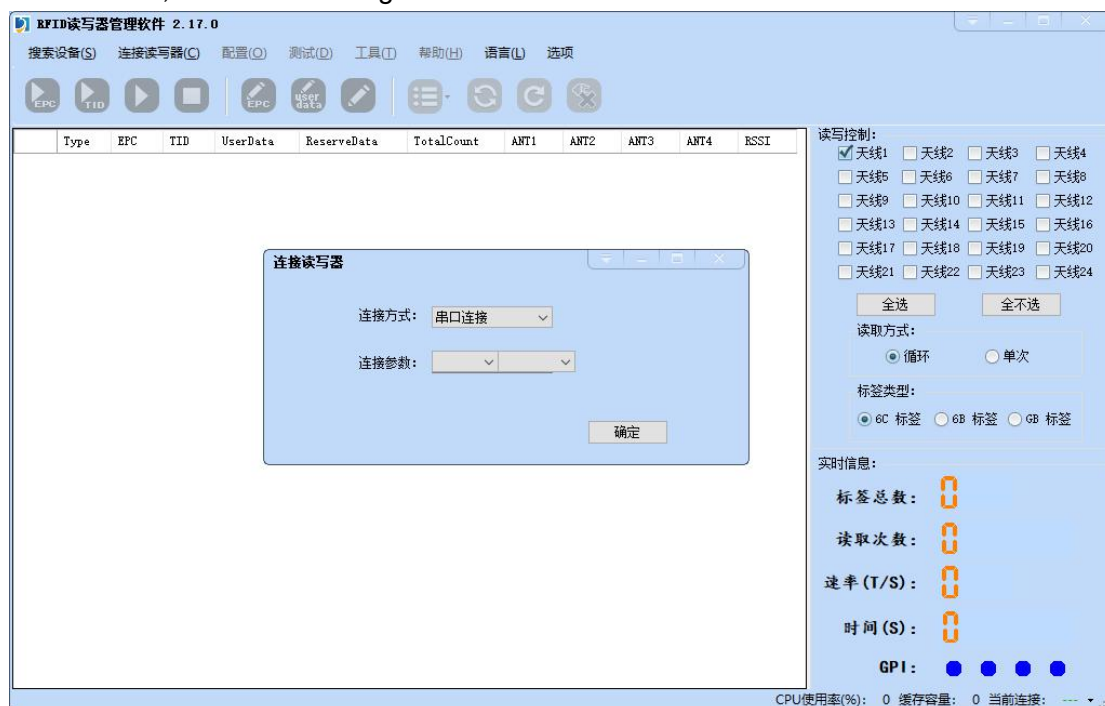 RFID读写器管理软件 2.17.0
搜索设备(S) 连接读写器(C) 配置(O) 测试(D) 工具(T) 帮助(H) 语言(L) 选项
EPC TID EPC user data
Type EPC TID UserData ReserveData TotalCount ANT1 ANT2 ANT3 ANT4 RSSI
读写控制:
天线1 天线2 天线3 天线4
天线5 天线6 天线7 天线8
天线9 天线10 天线11 天线12
天线13 天线14 天线15 天线16
天线17 天线18 天线19 天线20
天线21 天线22 天线23 天线24
全选 全不选
读取方式:
循环 单次
标签类型:
6C 标签 6B 标签 GB 标签
连接读写器
连接方式: 串口连接
连接参数:
确定
实时信息:
标签总数: 0
读取次数: 0
速率(T/S): 0
时间(S): 0
GPI:
CPU使用率(%): 0 缓存容量: 0 当前连接: ---